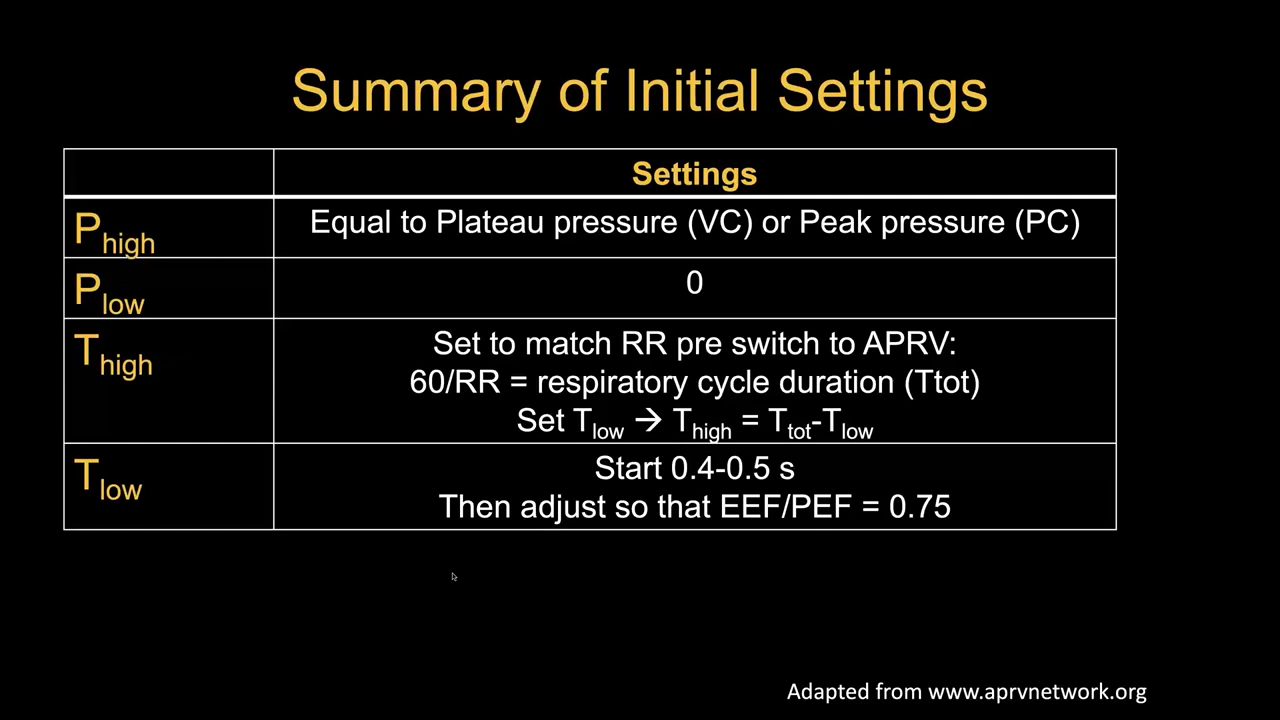 Summary of Initial Settings
Settings
Phigh
Equal to Plateau pressure (VC) or Peak pressure (PC)
Plow
0
Thigh
Set to match RR pre switch to APRV:
60/RR = respiratory cycle duration (Ttot)
Set Tlow → Thigh = Ttot-Tlow
Tlow
Start 0.4-0.5 s
Then adjust so that EEF/PEF = 0.75
Adapted from www.aprvnetwork.org